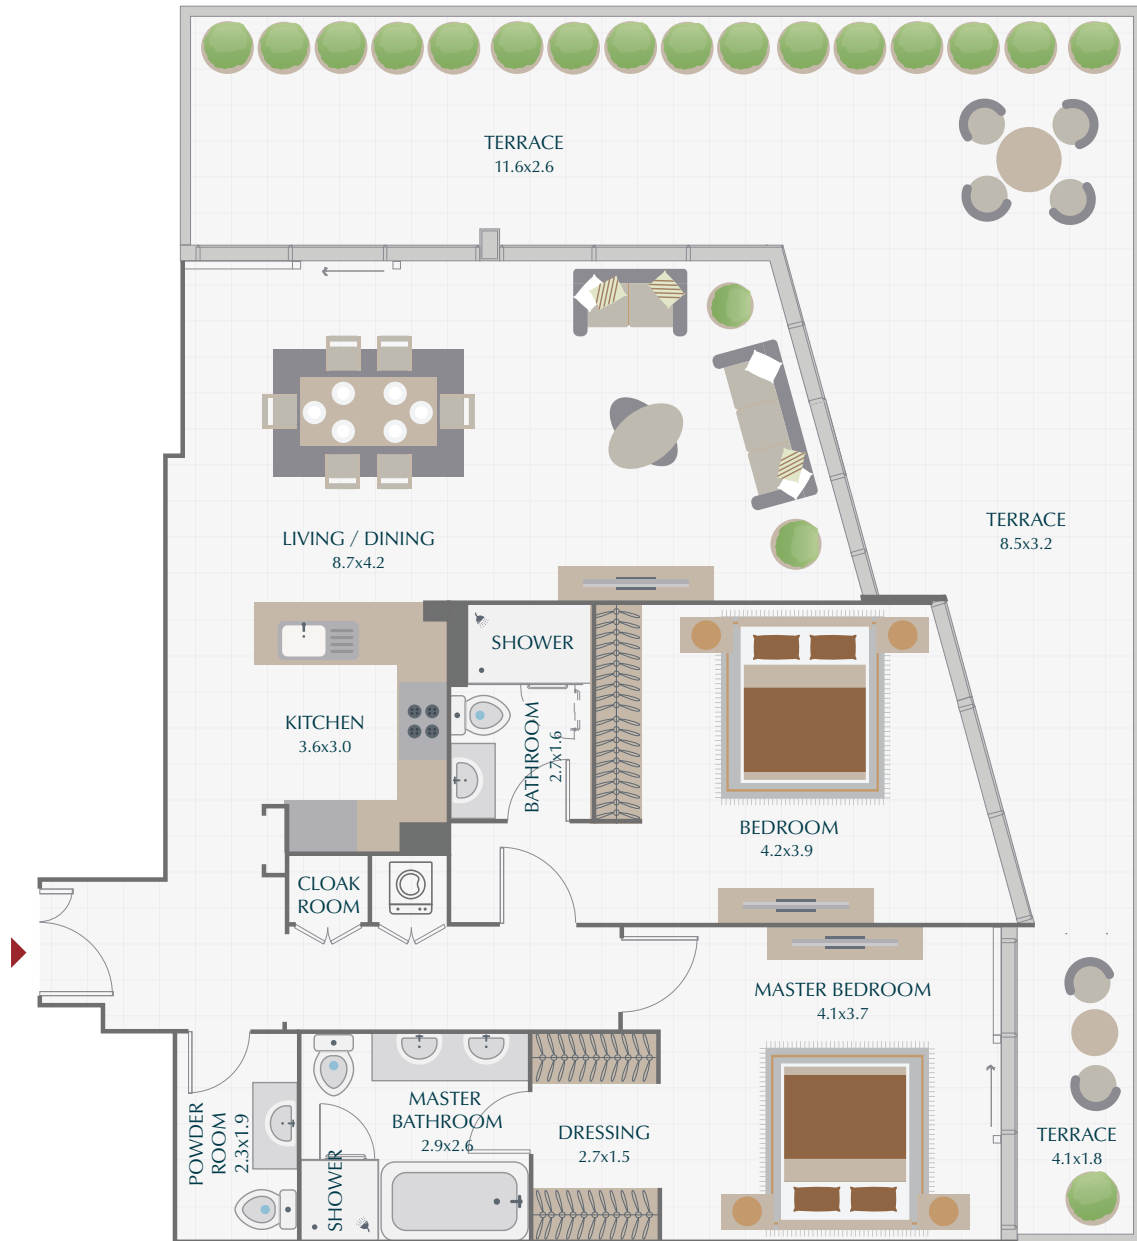 TERRACE
11.6x2.6
TERRACE
8.5x3.2
LIVING / DINING
8.7x4.2
SHOWER
KITCHEN
3.6x3.0
BATHROOM
2.7x1.6
BEDROOM
4.2x3.9
CLOAK
ROOM
MASTER BEDROOM
4.1x3.7
POWDER
ROOM
2.3x1.9
MASTER
BATHROOM
2.9x2.6
SHOWER
DRESSING
2.7x1.5
TERRACE
4.1x1.8